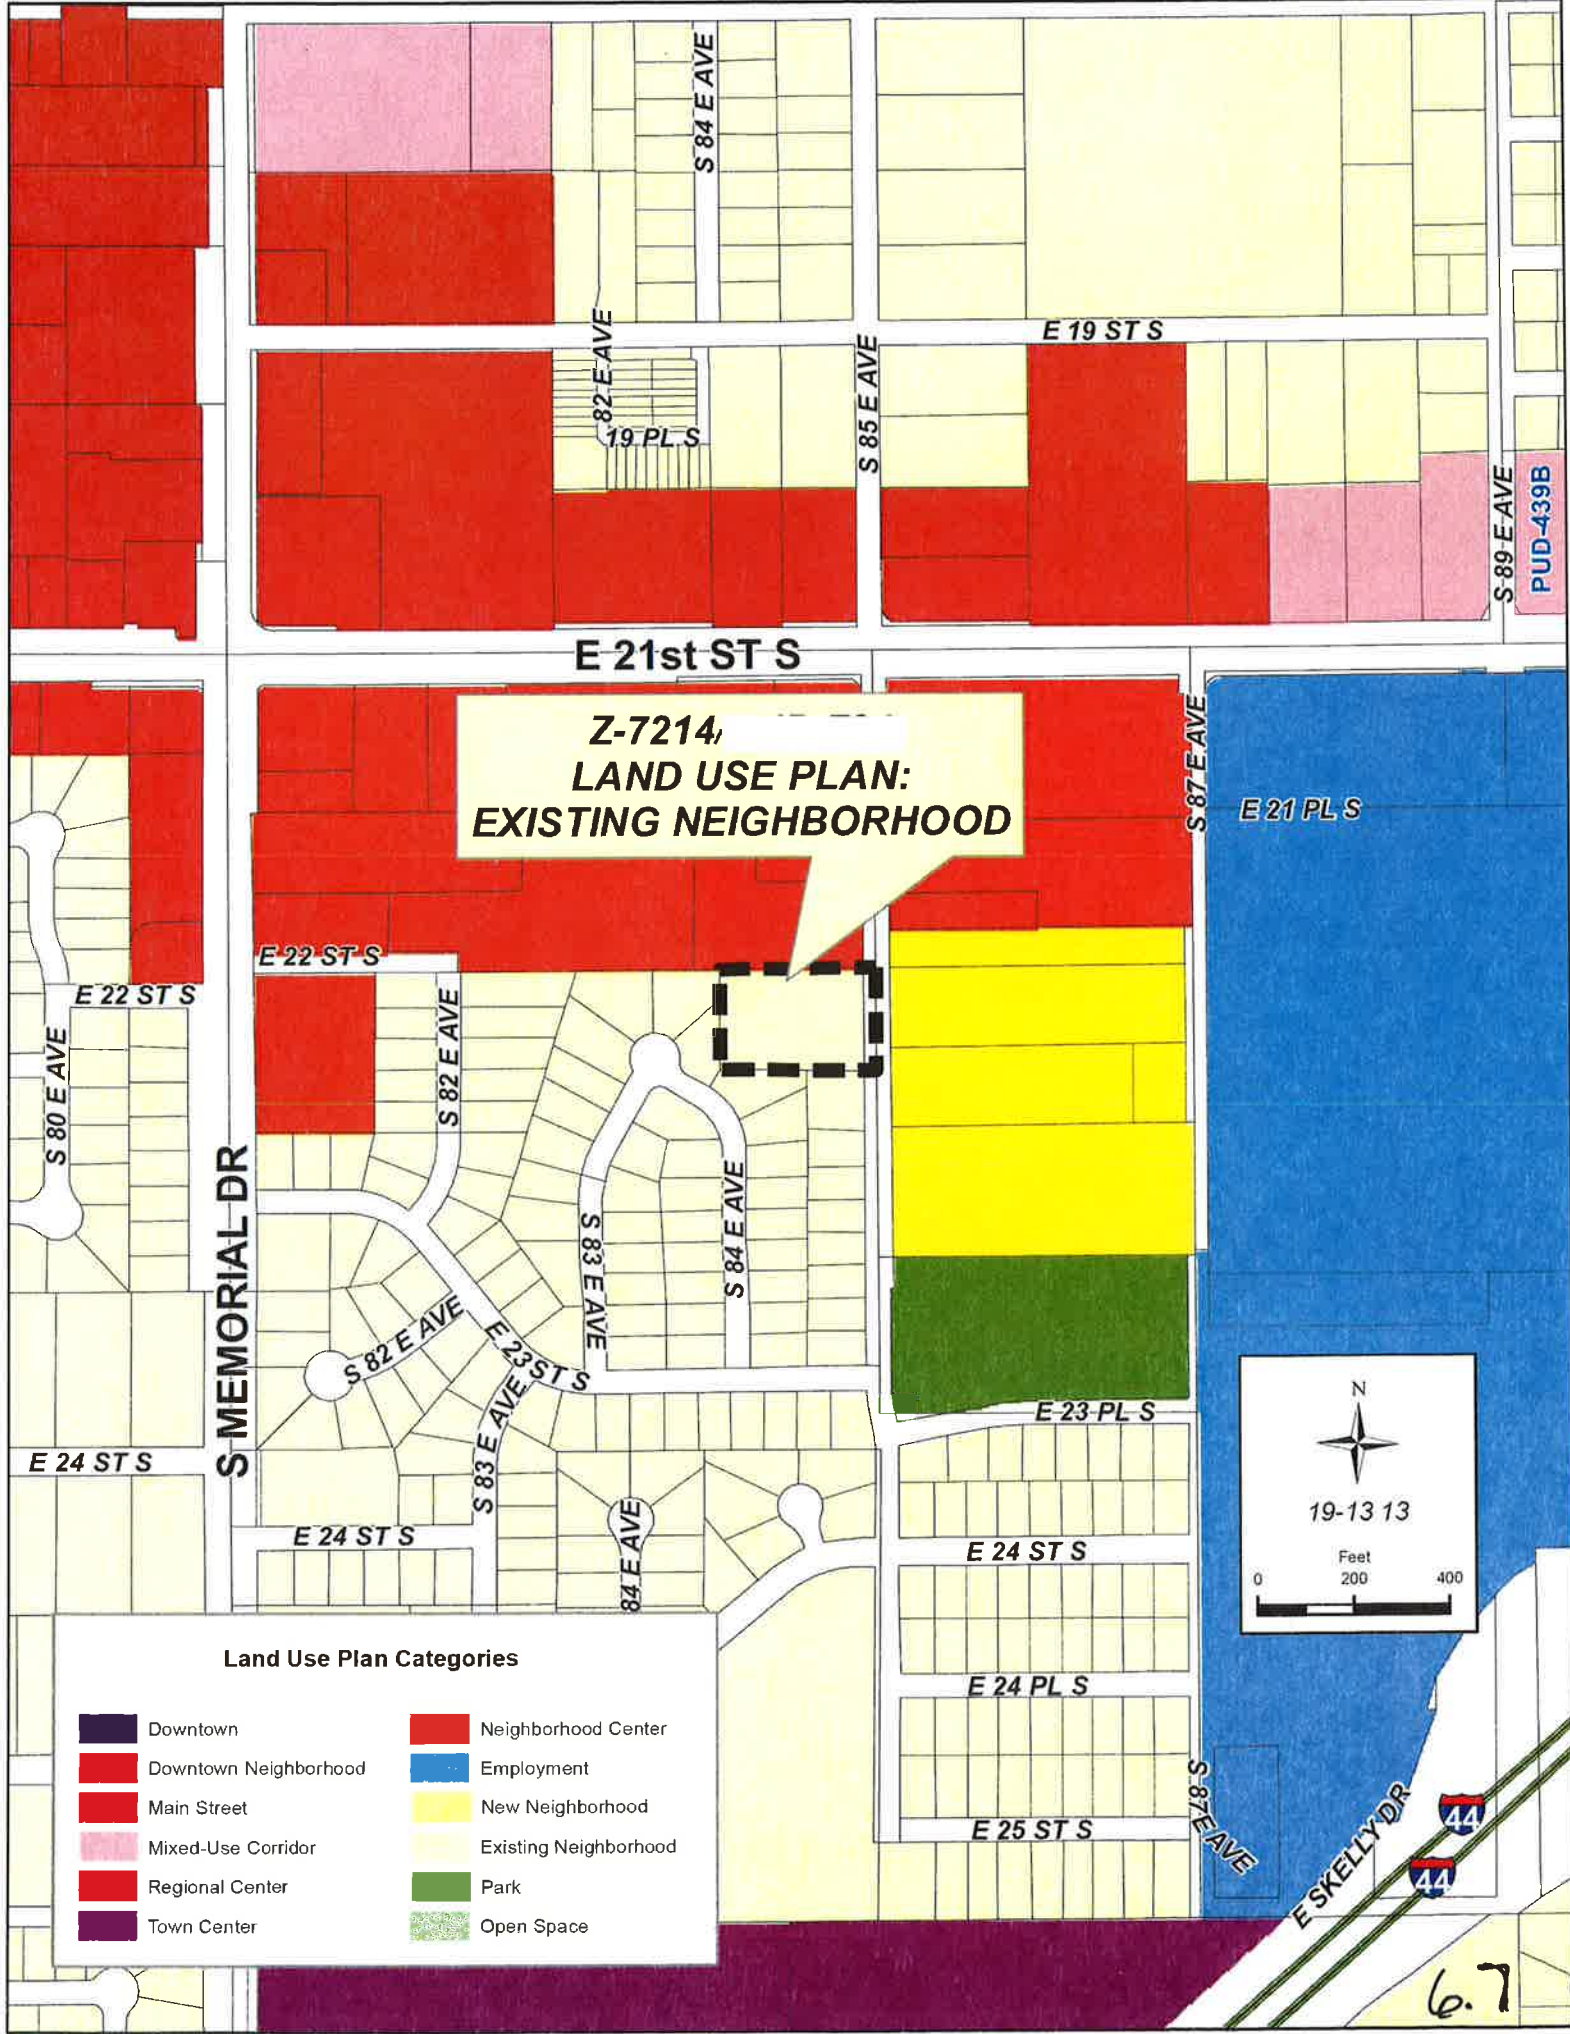 S 84 E AVE
82 E AVE
E 19 ST S
19 PL S
S 85 E AVE
S 89 E AVE
PUD-439B
E 21st ST S
Z-7214/
LAND USE PLAN:
EXISTING NEIGHBORHOOD
S 87 E AVE
E 21 PL S
E 22 ST S
E 22 ST S
S 80 E AVE
S 82 E AVE
S MEMORIAL DR
S 83 E AVE
S 84 E AVE
S 82 E AVE
E 23 ST S
S 83 E AVE
E 23 PL S
E 24 ST S
E 24 ST S
84 E AVE
E 24 ST S
N
19-13 13
Feet
0 200 400
E 24 PL S
E 25 ST S
S 87 E AVE
E SKELLY DR
44
44
Land Use Plan Categories
Downtown
Downtown Neighborhood
Main Street
Mixed-Use Corridor
Regional Center
Town Center
Neighborhood Center
Employment
New Neighborhood
Existing Neighborhood
Park
Open Space
6.7